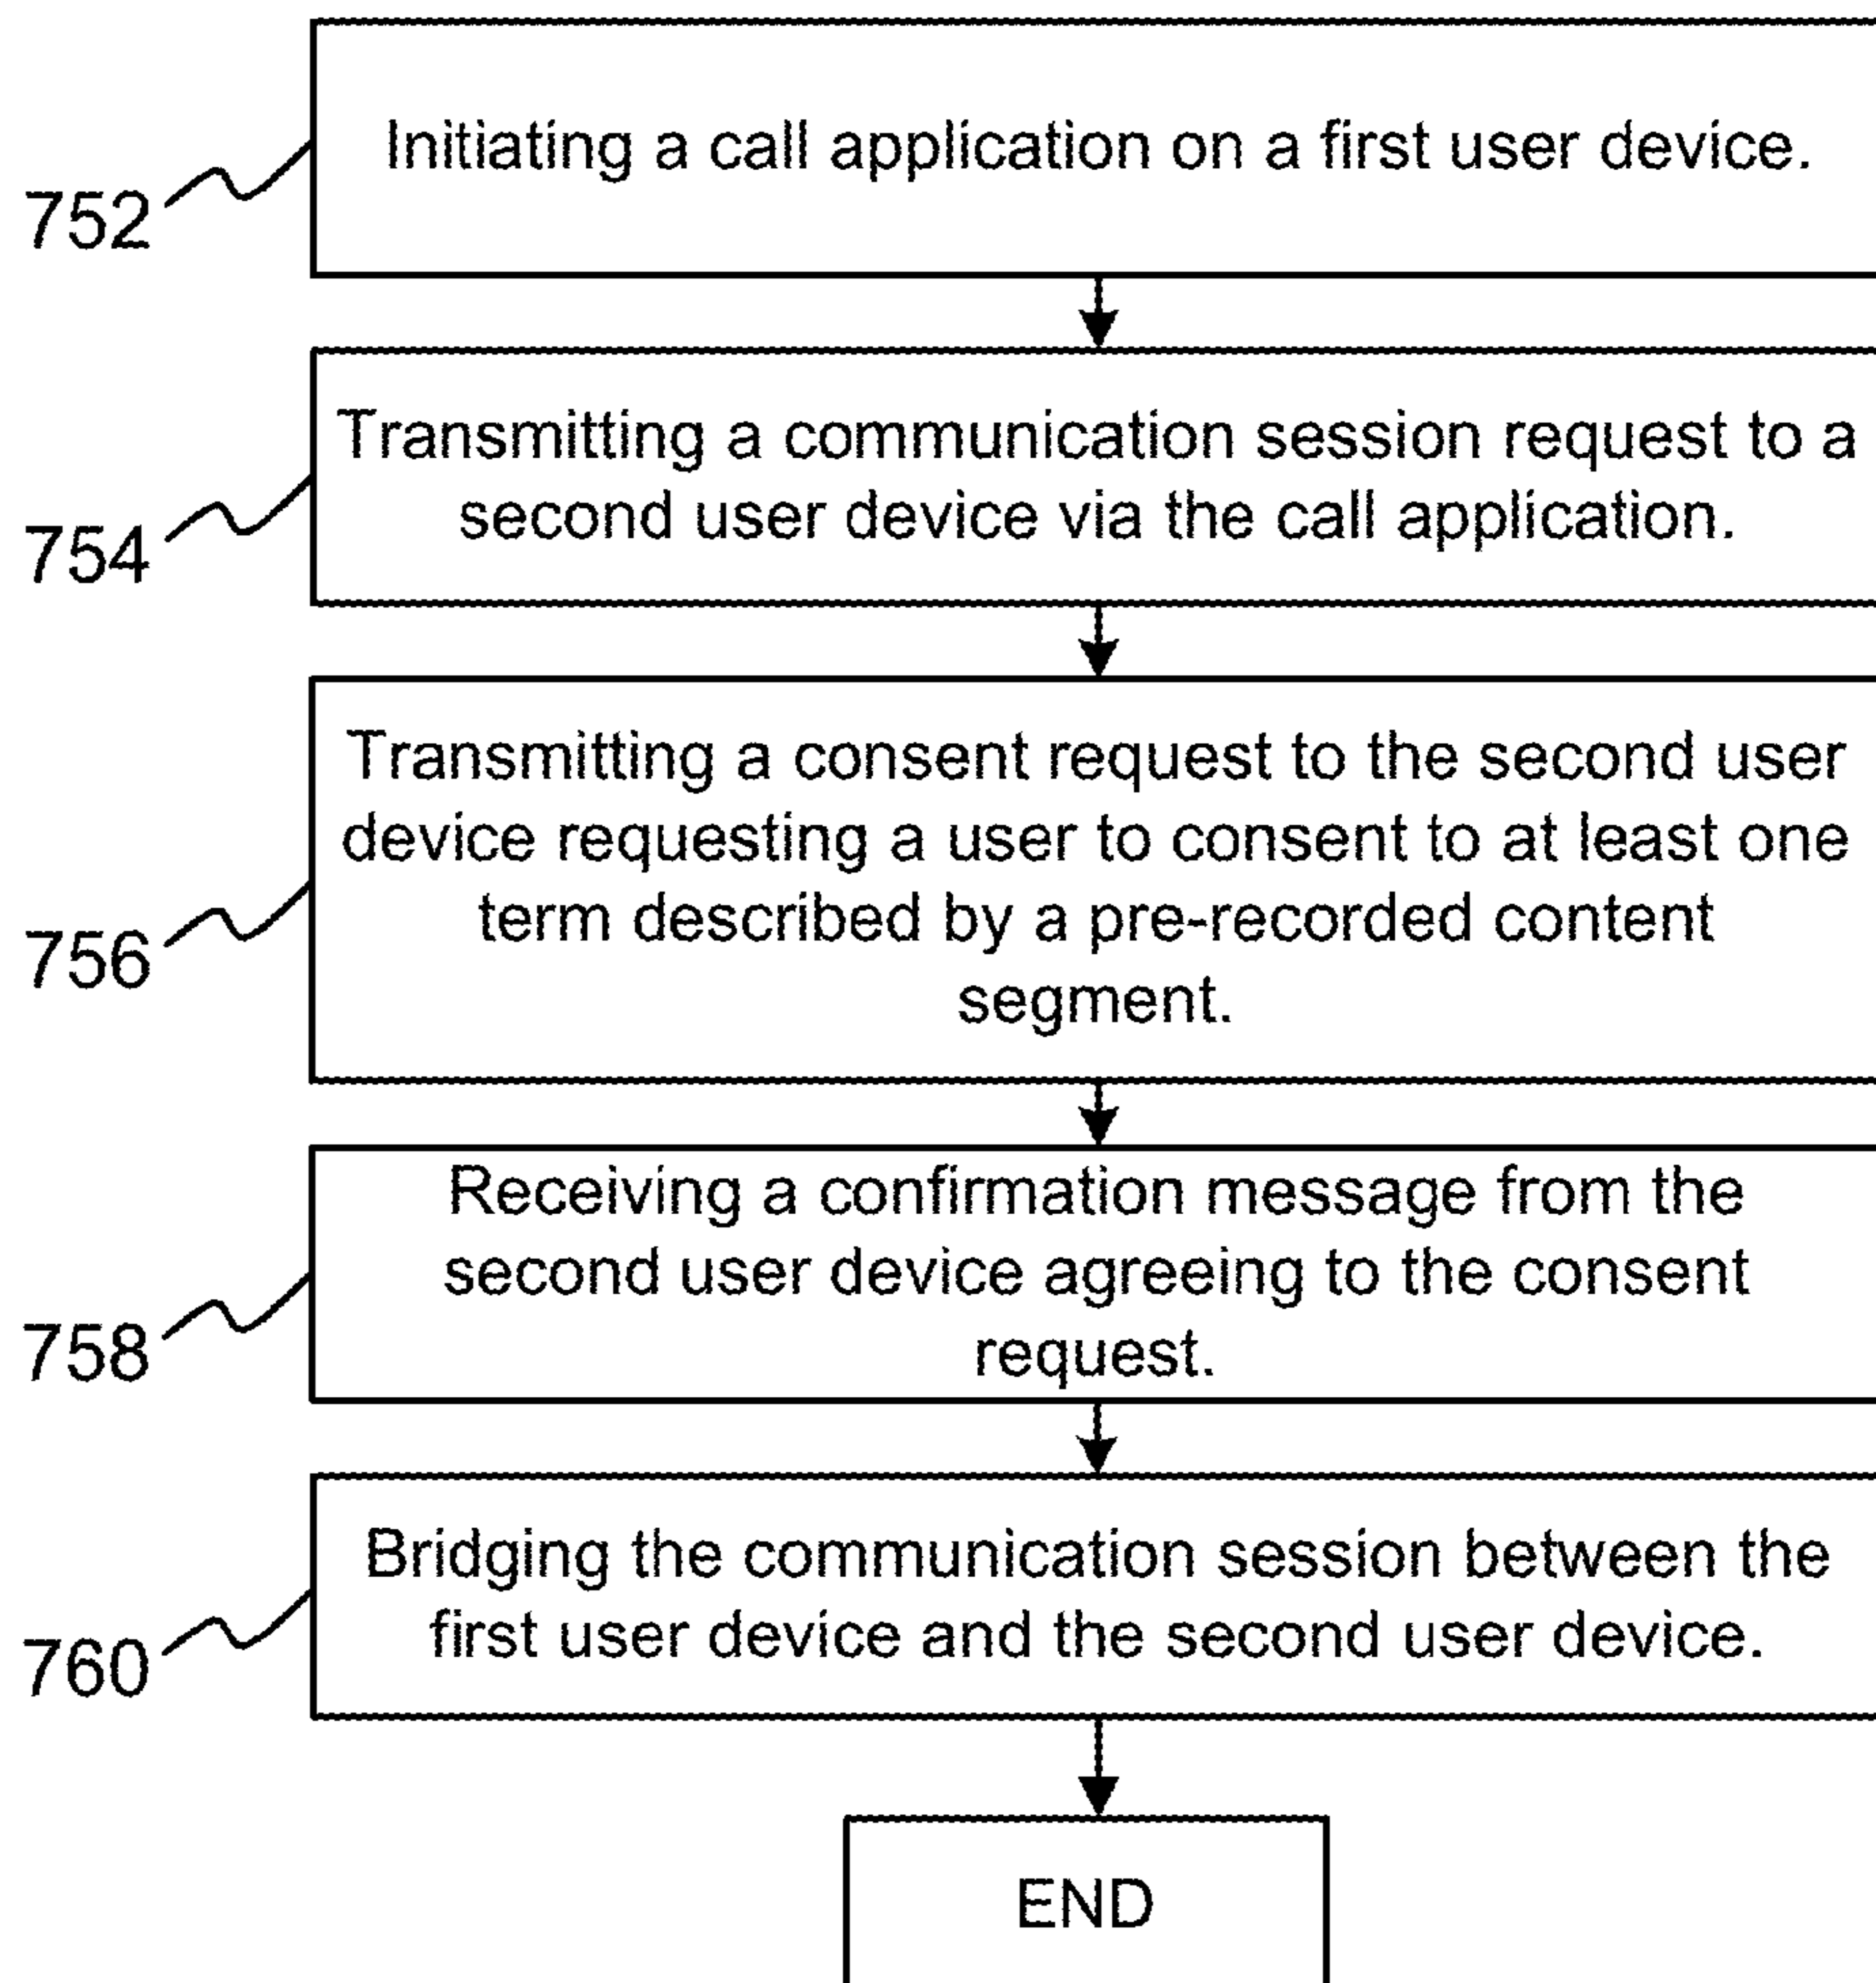 752
Initiating a call application on a first user device.
754
Transmitting a communication session request to a
second user device via the call application.
756
Transmitting a consent request to the second user
device requesting a user to consent to at least one
term described by a pre-recorded content
segment.
758
Receiving a confirmation message from the
second user device agreeing to the consent
request.
760
Bridging the communication session between the
first user device and the second user device.
END